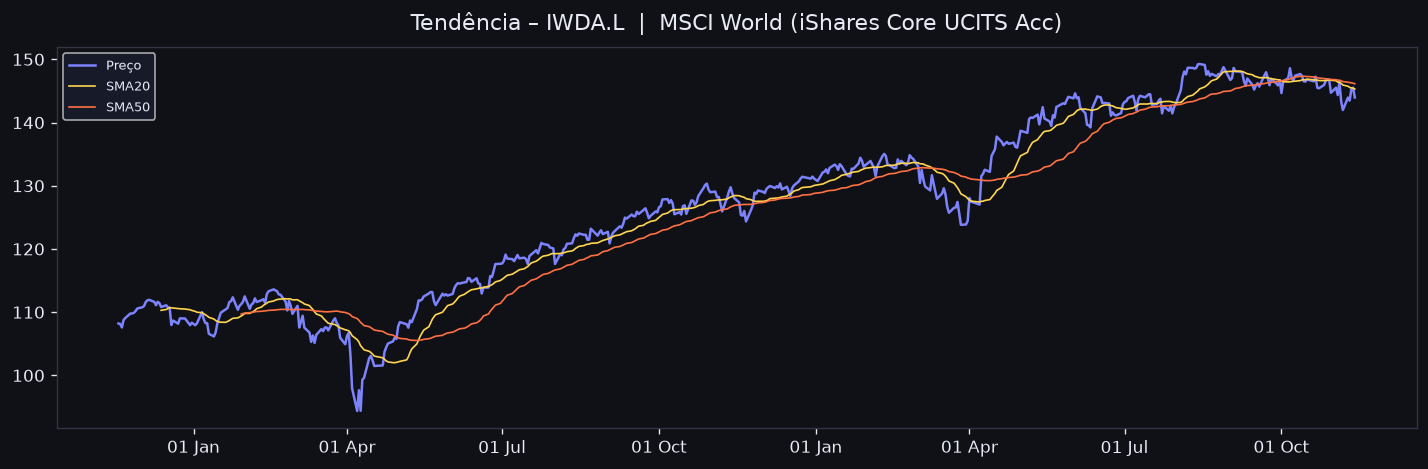 Tendência – IWDA.L | MSCI World (iShares Core UCITS Acc)
Preço
SMA20
SMA50
150
140
130
120
110
100
01 Jan 01 Apr 01 Jul 01 Oct 01 Jan 01 Apr 01 Jul 01 Oct